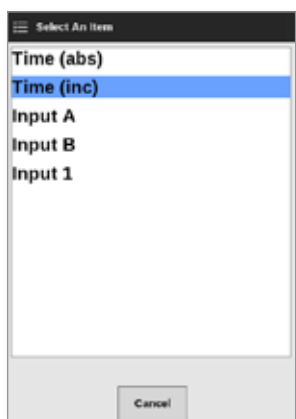 Select An Item
Time (abs)
Time (inc)
Input A
Input B
Input 1
Cancel